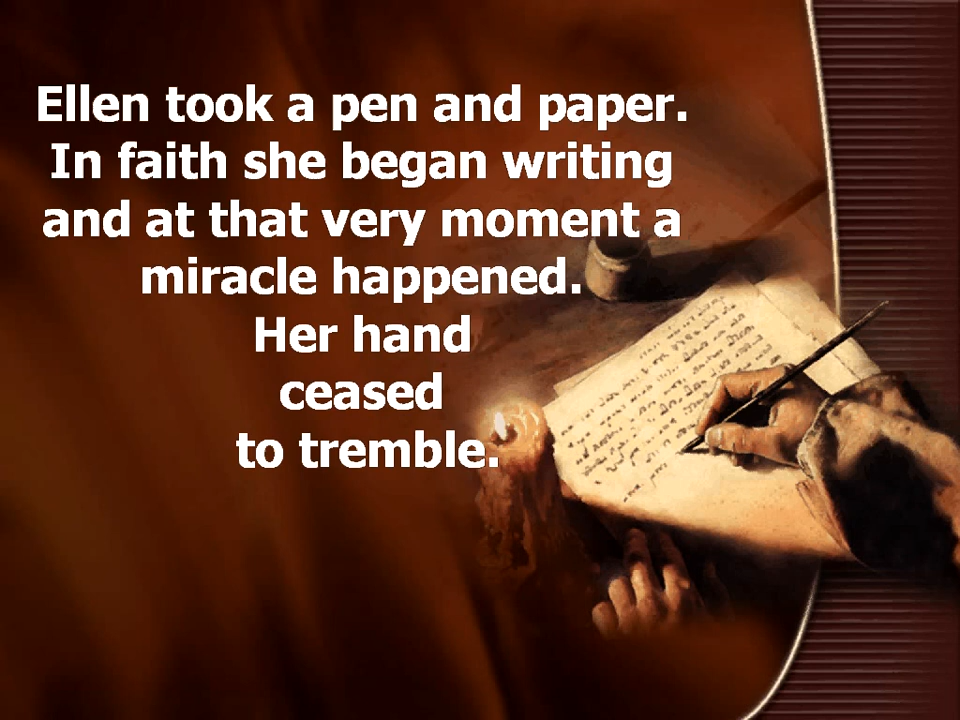 Ellen took a pen and paper.
In faith she began writing
and at that very moment a
miracle happened.
Her hand
ceased
to tremble.